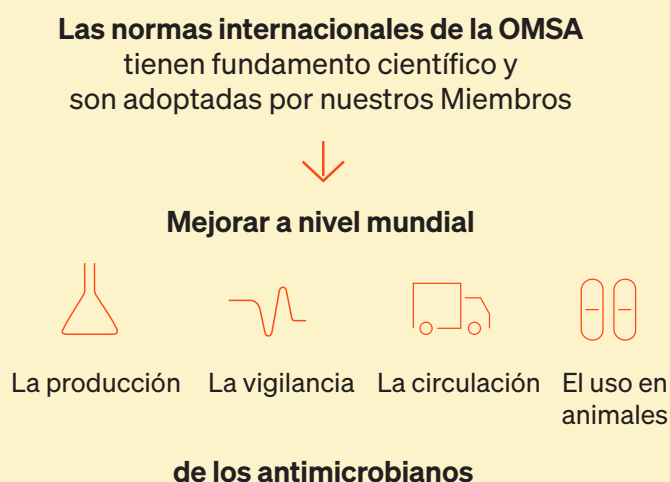 Las normas internacionales de la OMSA
tienen fundamento científico y
son adoptadas por nuestros Miembros
Mejorar a nivel mundial
La producción
La vigilancia
La circulación
El uso en
animales
de los antimicrobianos